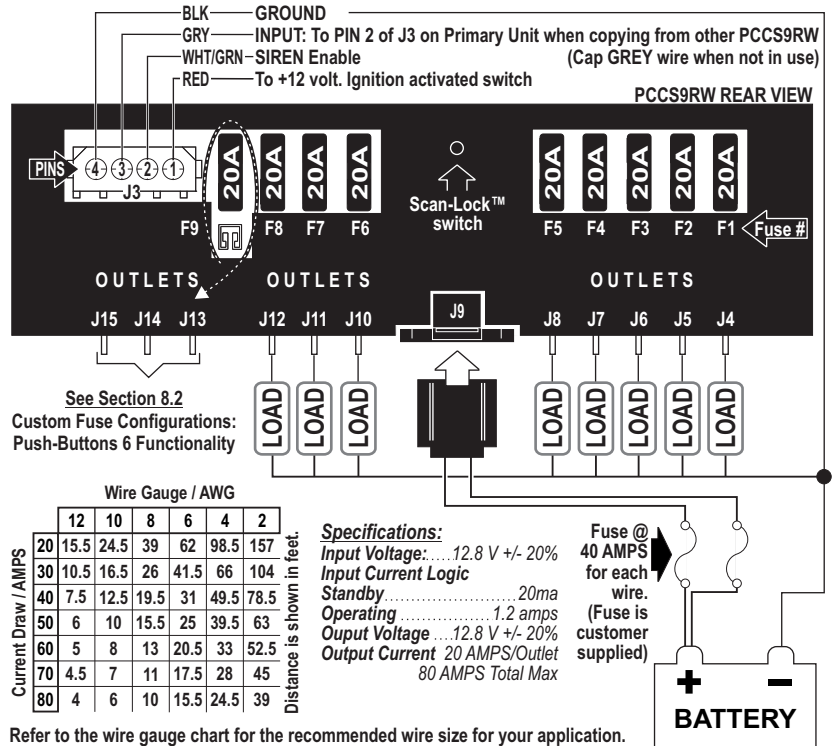 BLK GROUND
GRY INPUT: To PIN 2 of J3 on Primary Unit when copying from other PCCS9RW
WHT/GRN SIREN Enable (Cap GREY wire when not in use)
RED To +12 volt. Ignition activated switch
PCCS9RW REAR VIEW
PINS 4 3 2 1
J3
20A 20A 20A 20A 20A 20A 20A 20A 20A
Scan-Lock™
switch
F9 F8 F7 F6 F5 F4 F3 F2 F1 Fuse #
OUTLETS OUTLETS OUTLETS
J9
J15 J14 J13 J12 J11 J10 J8 J7 J6 J5 J4
LOAD LOAD LOAD LOAD LOAD LOAD LOAD LOAD
See Section 8.2
Custom Fuse Configurations:
Push-Buttons 6 Functionality
Wire Gauge / AWG
12 10 8 6 4 2
20 15.5 24.5 39 62 98.5 157
30 10.5 16.5 26 41.5 66 104
40 7.5 12.5 19.5 31 49.5 78.5
50 6 10 15.5 25 39.5 63
60 5 8 13 20.5 33 52.5
70 4.5 7 11 17.5 28 45
80 4 6 10 15.5 24.5 39
Current Draw / AMPS
Distance is shown in feet.
Specifications:
Input Voltage:.....12.8 V +/- 20%
Input Current Logic
Standby........................20ma
Operating ..................1.2 amps
Ouput Voltage ....12.8 V +/- 20%
Output Current 20 AMPS/Outlet
80 AMPS Total Max
Fuse @
40 AMPS
for each
wire.
(Fuse is
customer
supplied)
+ −
BATTERY
Refer to the wire gauge chart for the recommended wire size for your application.